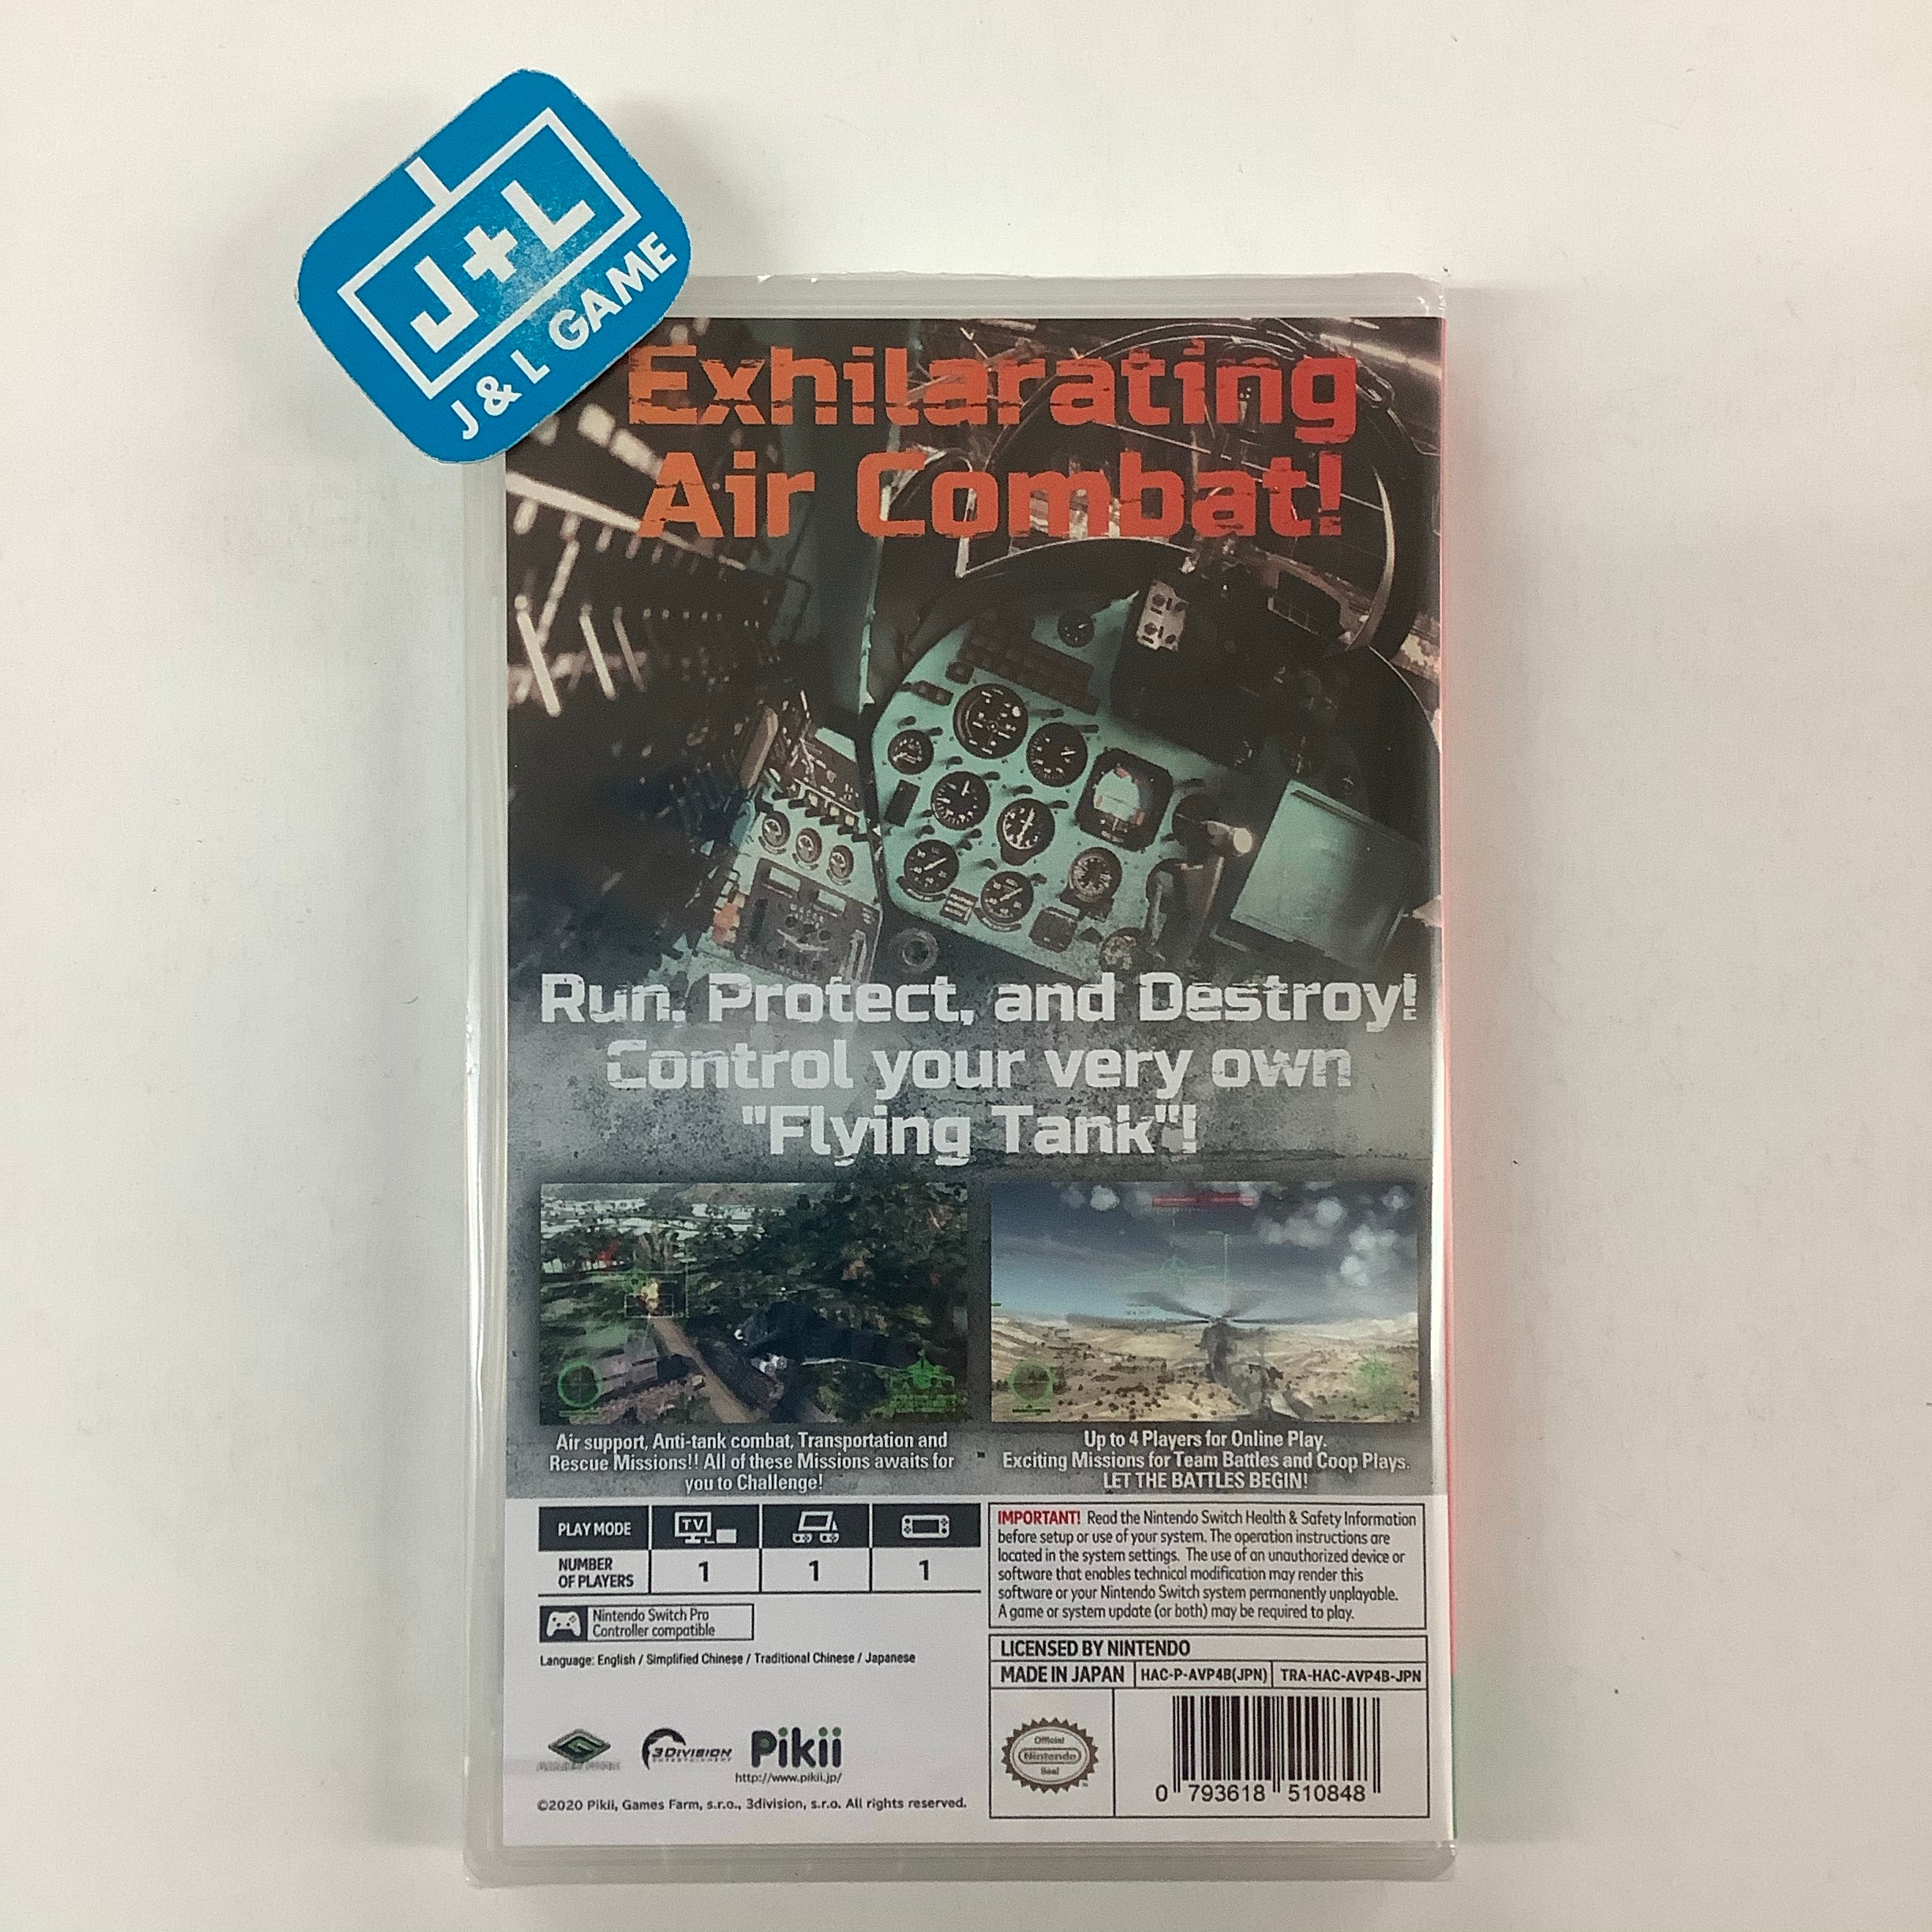 J+L
J & L GAME
Exhilarating
Air Combat!
Run. Protect, and Destroy!
Control your very own
"Flying Tank"!
Air support, Anti-tank combat, Transportation and
Rescue Missions!! All of these Missions awaits for
you to Challenge!
Up to 4 Players for Online Play.
Exciting Missions for Team Battles and Coop Plays.
LET THE BATTLES BEGIN!
PLAY MODE TV
NUMBER
OF PLAYERS
1 1 1
Nintendo Switch Pro
Controller compatible
Language: English / Simplified Chinese / Traditional Chinese / Japanese
IMPORTANT! Read the Nintendo Switch Health & Safety Information
before setup or use of your system. The operation instructions are
located in the system settings. The use of an unauthorized device or
software that enables technical modification may render this
software or your Nintendo Switch system permanently unplayable.
A game or system update (or both) may be required to play.
LICENSED BY NINTENDO
MADE IN JAPAN HAC-P-AVP4B(JPN) TRA-HAC-AVP4B-JPN
Official
Nintendo
Seal
0 793618 510848
3DIVISION
ENTERTAINMENT
Pikii
http://www.pikii.jp/
©2020 Pikii, Games Farm, s.r.o., 3division, s.r.o. All rights reserved.